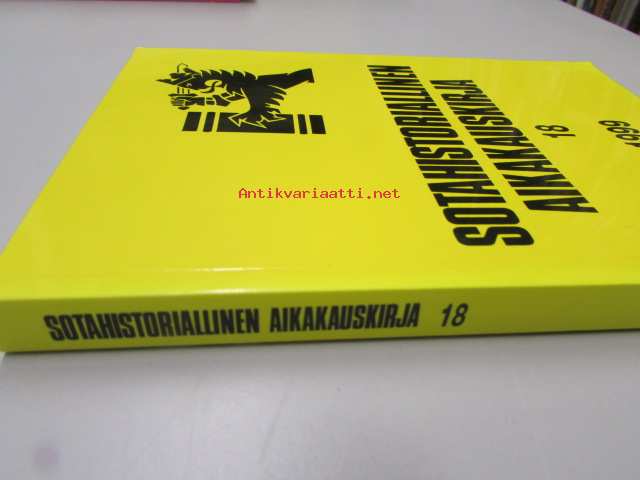 SOTAHISTORIALLINEN
AIKAKAUSKIRJA
18
1999
Antikvariaatti.net
SOTAHISTORIALLINEN AIKAKAUSKIRJA 18